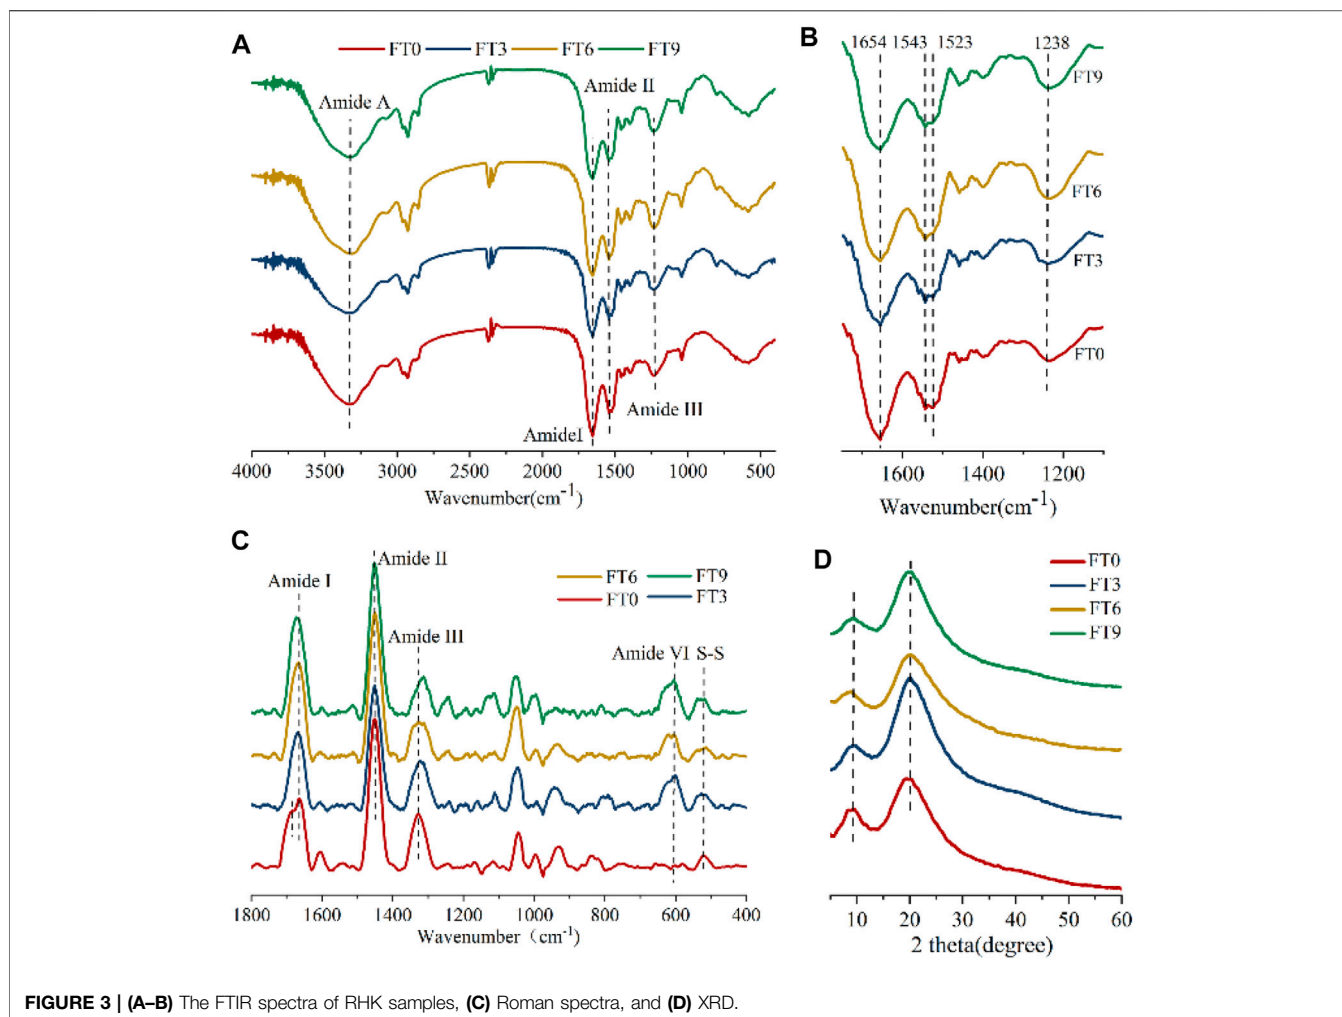 A
FT0 FT3 FT6 FT9
Amide A
Amide II
Amide III
AmideI
4000 3500 3000 2500 2000 1500 1000 500
Wavenumber(cm-1)
B
1654 1543 1523 1238
FT9
FT6
FT3
FT0
1600 1400 1200
Wavenumber(cm-1)
C
Amide II
Amide I
FT6 FT9
FT0 FT3
Amide III
Amide VI S-S
1800 1600 1400 1200 1000 800 600 400
Wavenumber（cm-1)
D
FT0
FT3
FT6
FT9
10 20 30 40 50 60
2 theta(degree)
FIGURE 3 | (A–B) The FTIR spectra of RHK samples, (C) Roman spectra, and (D) XRD.